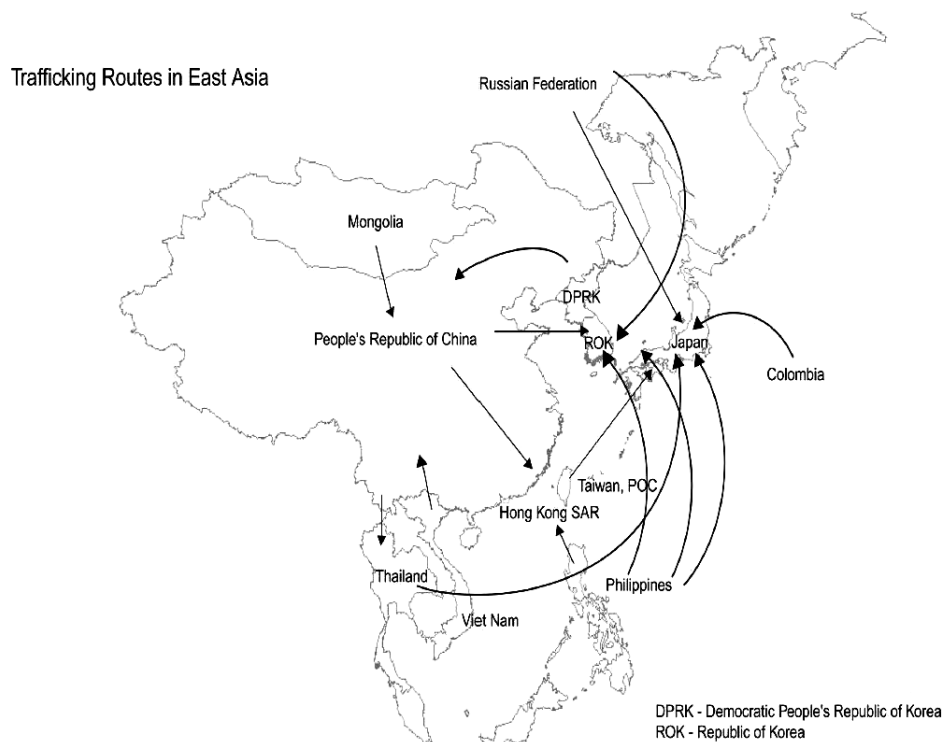 Trafficking Routes in East Asia
Russian Federation
Mongolia
DPRK
People's Republic of China
ROK
Japan
Colombia
Taiwan, POC
Hong Kong SAR
Thailand
Philippines
Viet Nam
DPRK - Democratic People's Republic of Korea
ROK - Republic of Korea